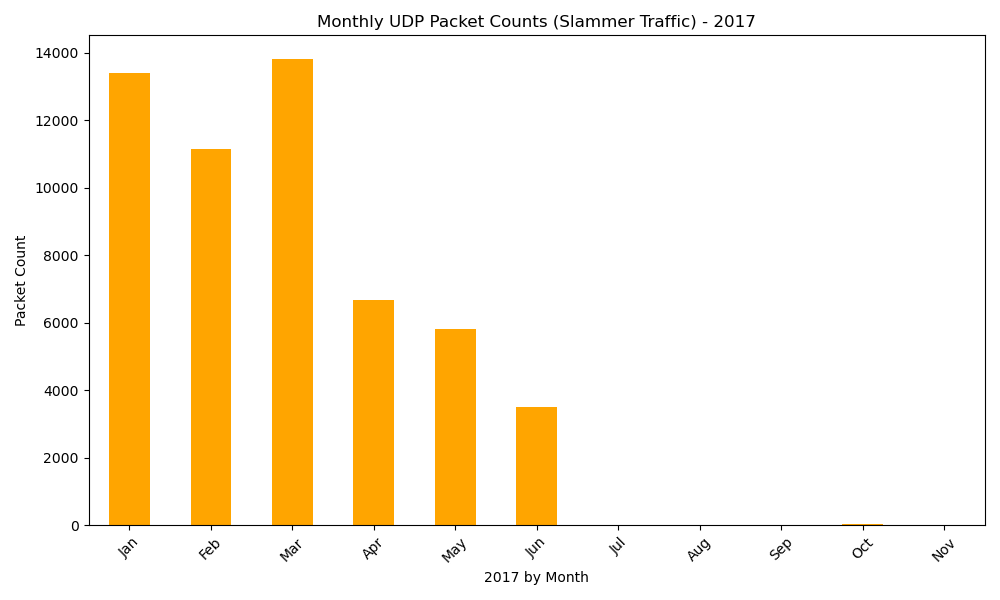 Monthly UDP Packet Counts (Slammer Traffic) - 2017
Packet Count
14000
12000
10000
8000
6000
4000
2000
0
Jan Feb Mar Apr May Jun Jul Aug Sep Oct Nov
2017 by Month